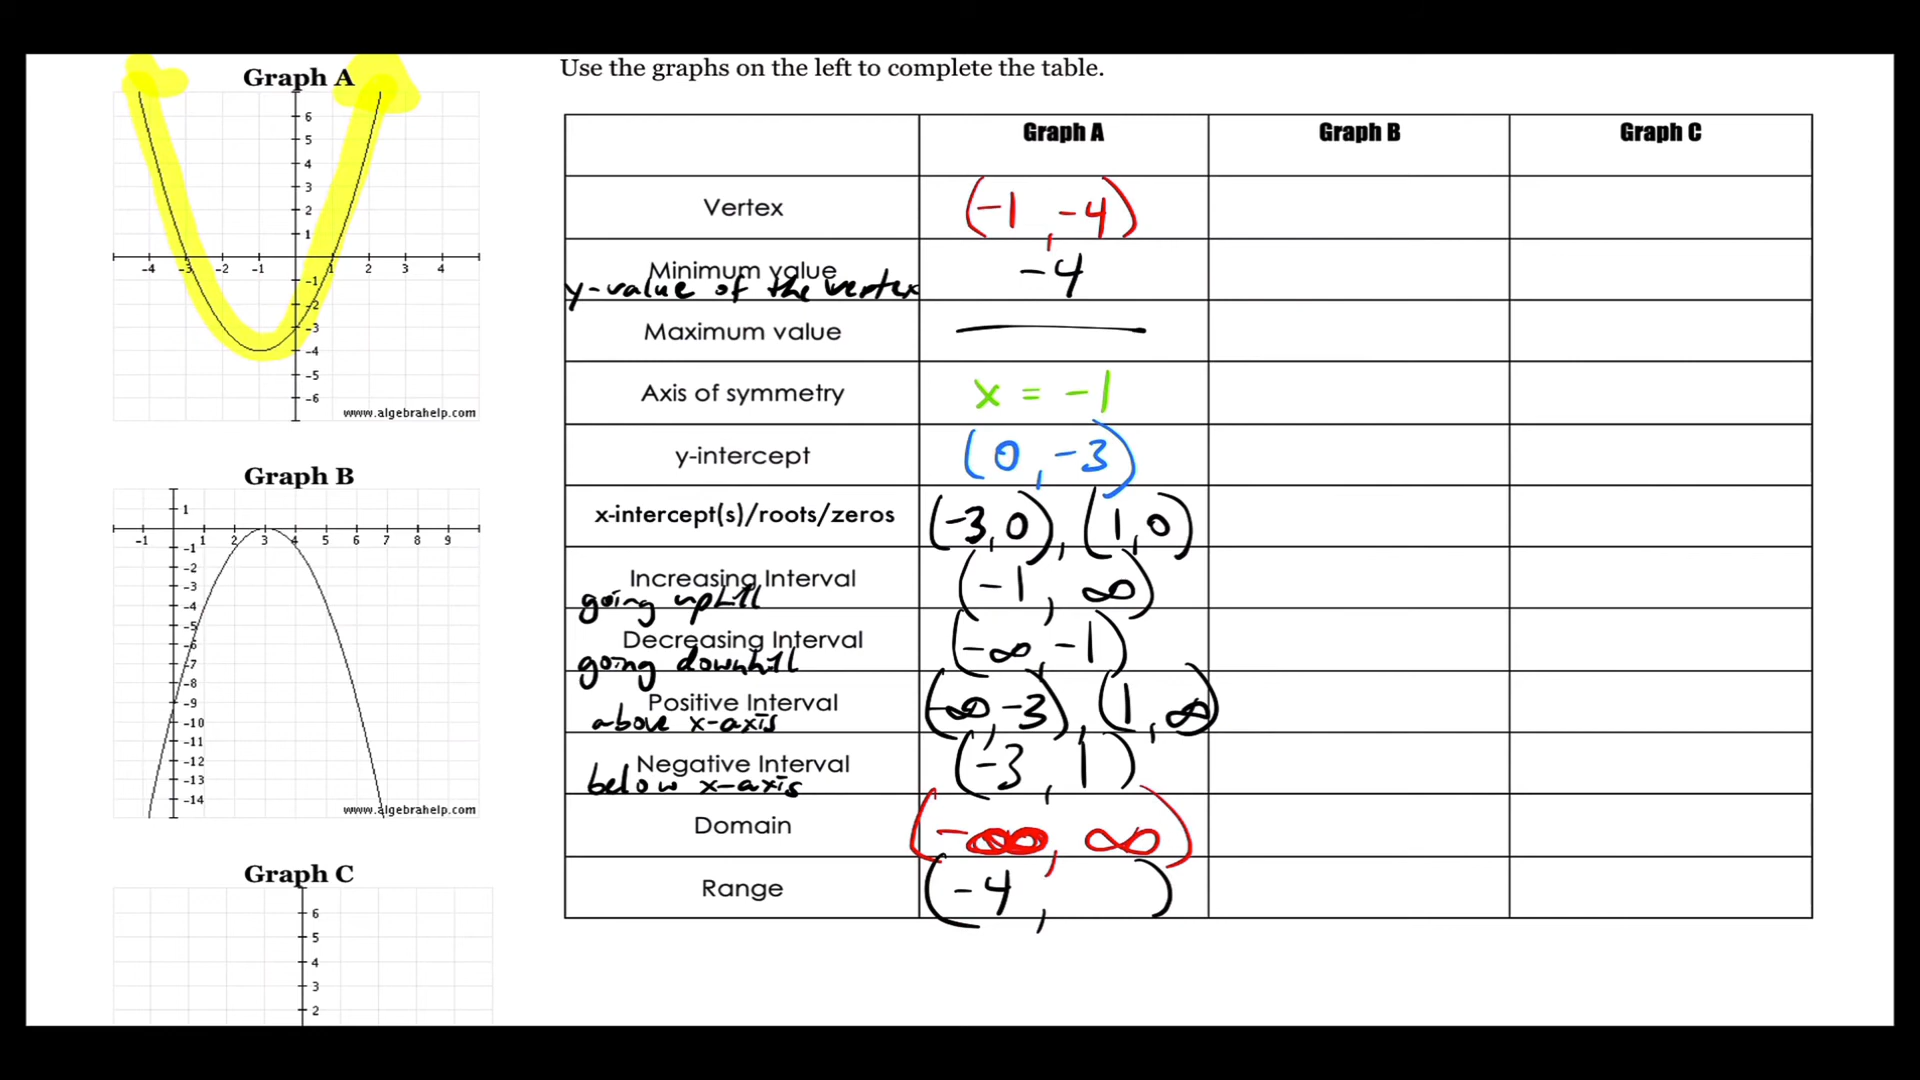 Graph A
6
5
4
3
2
1
-4 -3 -2 -1 1 2 3 4
-1
-2
-3
-4
-5
-6
www.algebrahelp.com
Graph B
1
-1 1 2 3 4 5 6 7 8 9
-1
-2
-3
-4
-5
-6
-7
-8
-9
-10
-11
-12
-13
-14
www.algebrahelp.com
Graph C
6
5
4
3
2
Use the graphs on the left to complete the table.
Graph A Graph B Graph C
Vertex (-1, -4)
Minimum value -4
y-value of the vertex
Maximum value
Axis of symmetry x = -1
y-intercept (0, -3)
x-intercept(s)/roots/zeros (-3,0), (1,0)
Increasing Interval (-1, ∞)
going uphill
Decreasing Interval (-∞, -1)
going downhill
Positive Interval (-∞,-3), (1, ∞)
above x-axis
Negative Interval (-3, 1)
below x-axis
Domain (-∞, ∞)
Range (-4, )